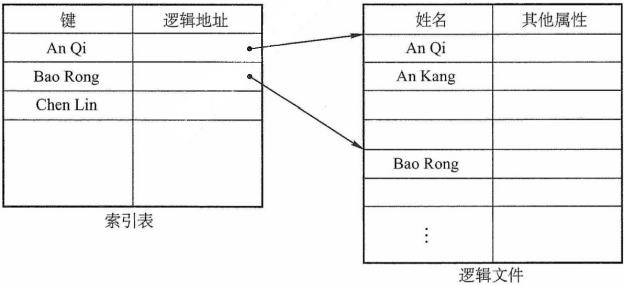 键 逻辑地址
An Qi
Bao Rong
Chen Lin
索引表
姓名 其他属性
An Qi
An Kang
Bao Rong
⋮
逻辑文件